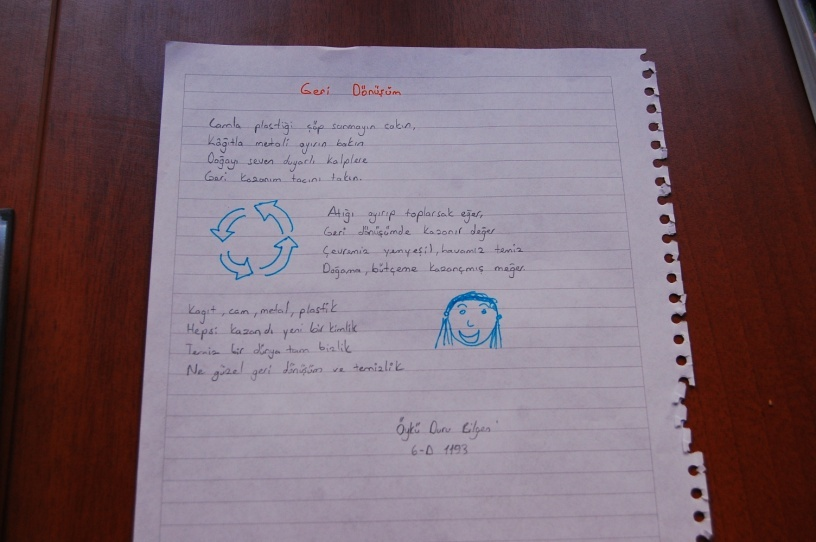 Geri Dönüşüm
Camla plastiği çöp sanmayın sakın,
Kâğıtla metali ayırın bakın
Doğayı seven duyarlı kalplere
Geri kazanım tacını takın.
Atığı ayırıp toplarsak eğer,
Geri dönüşümde kazanır değer
Çevremiz yemyeşil, havamız temiz
Doğama, bütçeme kazançmış meğer
Kağıt, cam, metal, plastik
Hepsi kazandı yeni bir kimlik
Temiz bir dünya tam bizlik
Ne güzel geri dönüşüm ve temizlik
Öykü Duru Bilgen
6-D 1193